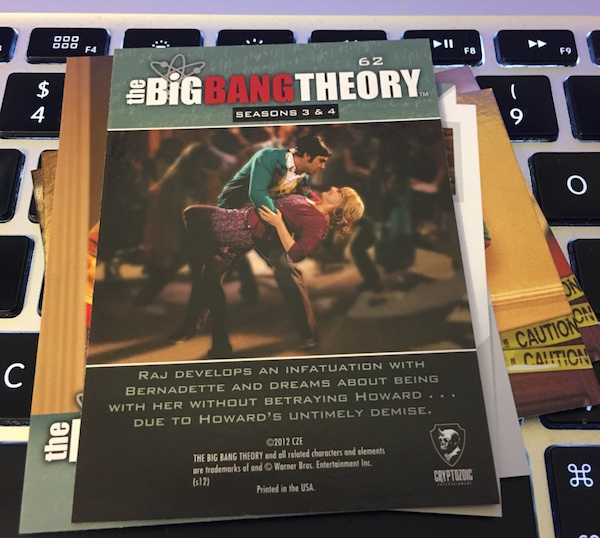 F4
F8
F9
$
4
(
9
O
C
⌘
62
the BIG BANG THEORY™
SEASONS 3 & 4
RAJ DEVELOPS AN INFATUATION WITH
BERNADETTE AND DREAMS ABOUT BEING
WITH HER WITHOUT BETRAYING HOWARD . . .
DUE TO HOWARD'S UNTIMELY DEMISE.
©2012 CZE
THE BIG BANG THEORY and all related characters and elements
are trademarks of and © Warner Bros. Entertainment Inc.
(s12)
Printed in the USA.
CRYPTOZOIC
ENTERTAINMENT
the
CAUTION
CAUTION